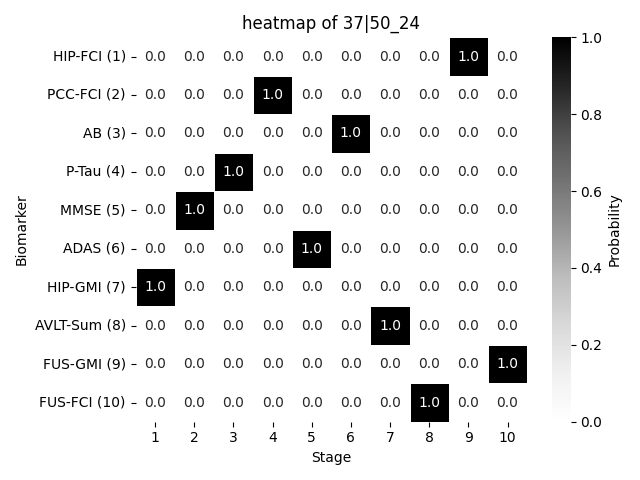 heatmap of 37|50_24
HIP-FCI (1) 0.0 0.0 0.0 0.0 0.0 0.0 0.0 0.0 1.0 0.0
PCC-FCI (2) 0.0 0.0 0.0 1.0 0.0 0.0 0.0 0.0 0.0 0.0
AB (3) 0.0 0.0 0.0 0.0 0.0 1.0 0.0 0.0 0.0 0.0
P-Tau (4) 0.0 0.0 1.0 0.0 0.0 0.0 0.0 0.0 0.0 0.0
MMSE (5) 0.0 1.0 0.0 0.0 0.0 0.0 0.0 0.0 0.0 0.0
ADAS (6) 0.0 0.0 0.0 0.0 1.0 0.0 0.0 0.0 0.0 0.0
HIP-GMI (7) 1.0 0.0 0.0 0.0 0.0 0.0 0.0 0.0 0.0 0.0
AVLT-Sum (8) 0.0 0.0 0.0 0.0 0.0 0.0 1.0 0.0 0.0 0.0
FUS-GMI (9) 0.0 0.0 0.0 0.0 0.0 0.0 0.0 0.0 0.0 1.0
FUS-FCI (10) 0.0 0.0 0.0 0.0 0.0 0.0 0.0 1.0 0.0 0.0
1 2 3 4 5 6 7 8 9 10
Stage
Biomarker
1.0
0.8
0.6
0.4
0.2
0.0
Probability